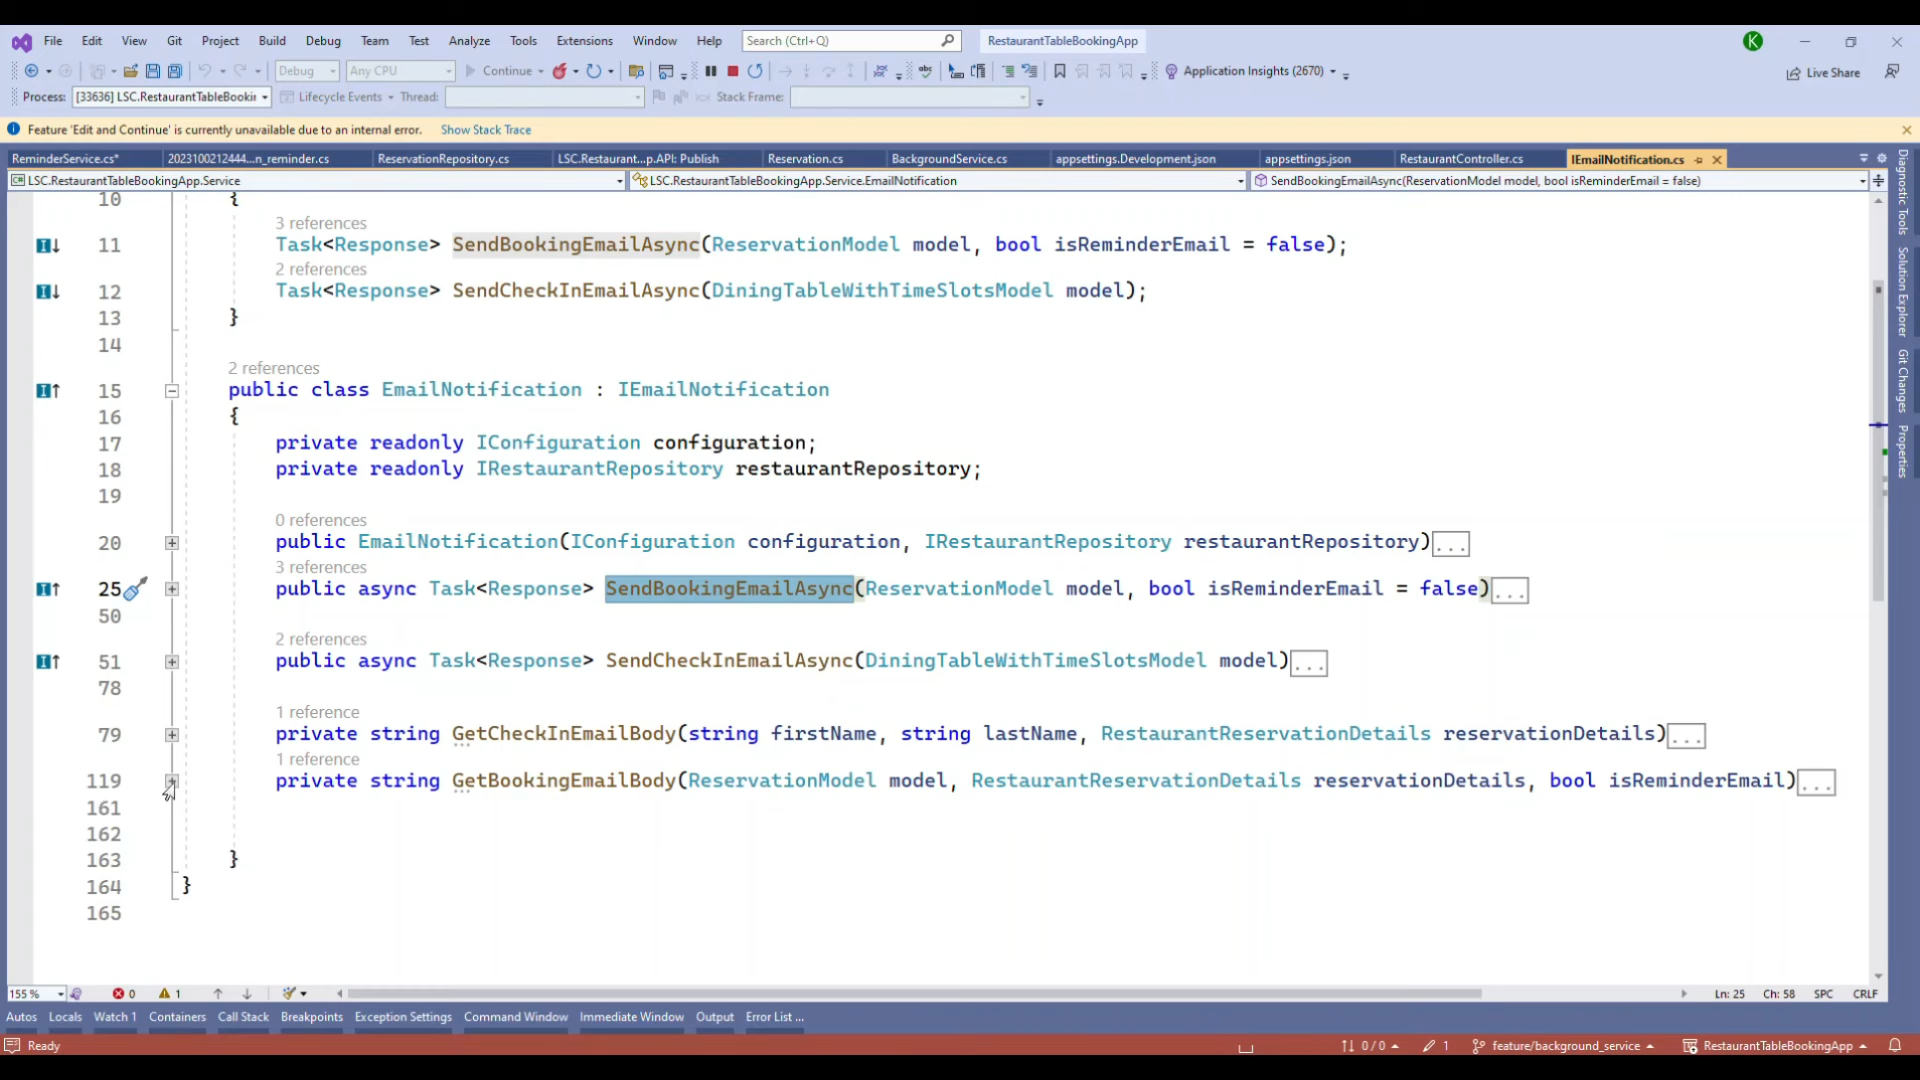 File Edit View Git Project Build Debug Team Test Analyze Tools Extensions Window Help Search (Ctrl+Q) RestaurantTableBookingApp K
Debug Any CPU Continue Application Insights (2670) Live Share
Process: [33636] LSC.RestaurantTableBookin Lifecycle Events Thread: Stack Frame:
Feature 'Edit and Continue' is currently unavailable due to an internal error. Show Stack Trace
ReminderService.cs* 2023100212444...n_reminder.cs ReservationRepository.cs LSC.Restaurant...p.API: Publish Reservation.cs BackgroundService.cs appsettings.Development.json appsettings.json RestaurantController.cs IEmailNotification.cs
LSC.RestaurantTableBookingApp.Service LSC.RestaurantTableBookingApp.Service.EmailNotification SendBookingEmailAsync(ReservationModel model, bool isReminderEmail = false)
10 {
3 references
11 Task<Response> SendBookingEmailAsync(ReservationModel model, bool isReminderEmail = false);
2 references
12 Task<Response> SendCheckInEmailAsync(DiningTableWithTimeSlotsModel model);
13 }
14
2 references
15 public class EmailNotification : IEmailNotification
16 {
17 private readonly IConfiguration configuration;
18 private readonly IRestaurantRepository restaurantRepository;
19
0 references
20 public EmailNotification(IConfiguration configuration, IRestaurantRepository restaurantRepository)...
3 references
25 public async Task<Response> SendBookingEmailAsync(ReservationModel model, bool isReminderEmail = false)...
50
2 references
51 public async Task<Response> SendCheckInEmailAsync(DiningTableWithTimeSlotsModel model)...
78
1 reference
79 private string GetCheckInEmailBody(string firstName, string lastName, RestaurantReservationDetails reservationDetails)...
1 reference
119 private string GetBookingEmailBody(ReservationModel model, RestaurantReservationDetails reservationDetails, bool isReminderEmail)...
161
162
163 }
164 }
165
Diagnostic Tools
Solution Explorer
Git Changes
Properties
155 % 0 1 Ln: 25 Ch: 58 SPC CRLF
Autos Locals Watch 1 Containers Call Stack Breakpoints Exception Settings Command Window Immediate Window Output Error List ...
Ready 0 / 0 1 feature/background_service RestaurantTableBookingApp